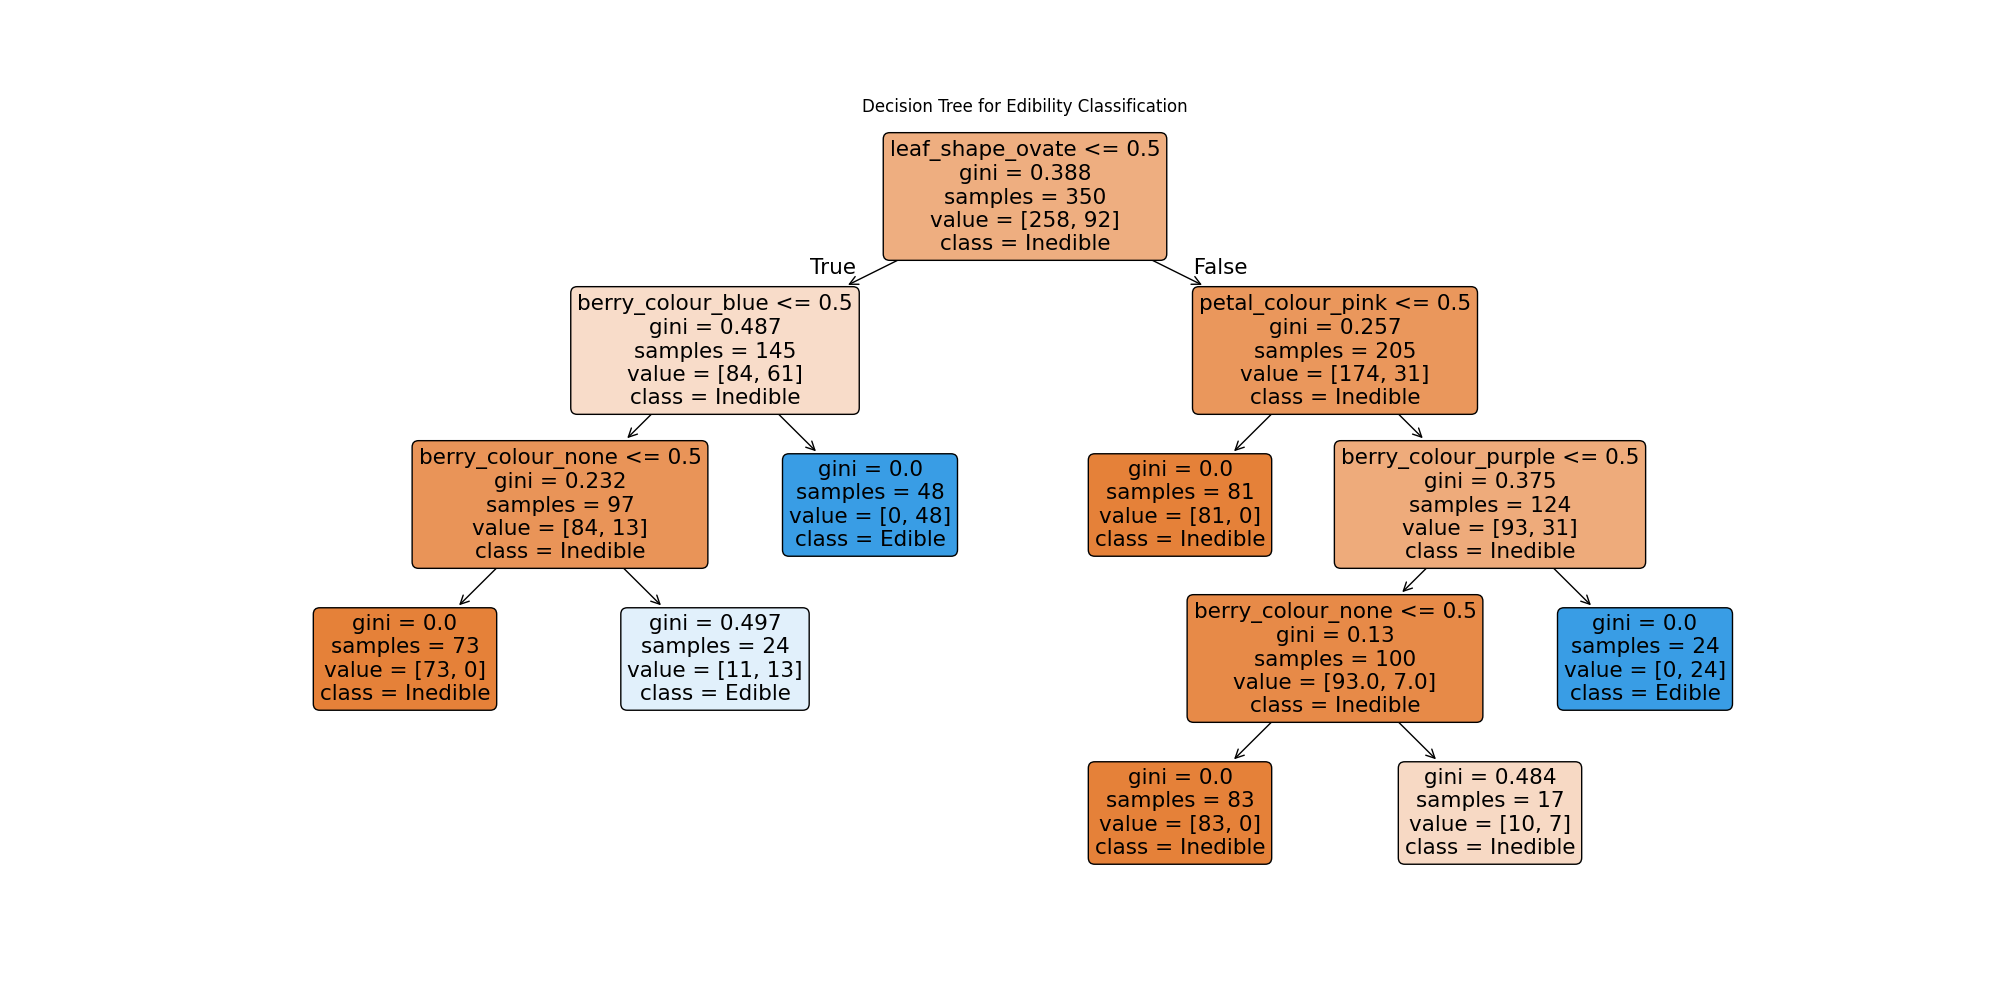 Decision Tree for Edibility Classification
leaf_shape_ovate <= 0.5
gini = 0.388
samples = 350
value = [258, 92]
class = Inedible
True
False
berry_colour_blue <= 0.5
gini = 0.487
samples = 145
value = [84, 61]
class = Inedible
petal_colour_pink <= 0.5
gini = 0.257
samples = 205
value = [174, 31]
class = Inedible
berry_colour_none <= 0.5
gini = 0.232
samples = 97
value = [84, 13]
class = Inedible
gini = 0.0
samples = 48
value = [0, 48]
class = Edible
gini = 0.0
samples = 81
value = [81, 0]
class = Inedible
berry_colour_purple <= 0.5
gini = 0.375
samples = 124
value = [93, 31]
class = Inedible
gini = 0.0
samples = 73
value = [73, 0]
class = Inedible
gini = 0.497
samples = 24
value = [11, 13]
class = Edible
berry_colour_none <= 0.5
gini = 0.13
samples = 100
value = [93.0, 7.0]
class = Inedible
gini = 0.0
samples = 24
value = [0, 24]
class = Edible
gini = 0.0
samples = 83
value = [83, 0]
class = Inedible
gini = 0.484
samples = 17
value = [10, 7]
class = Inedible